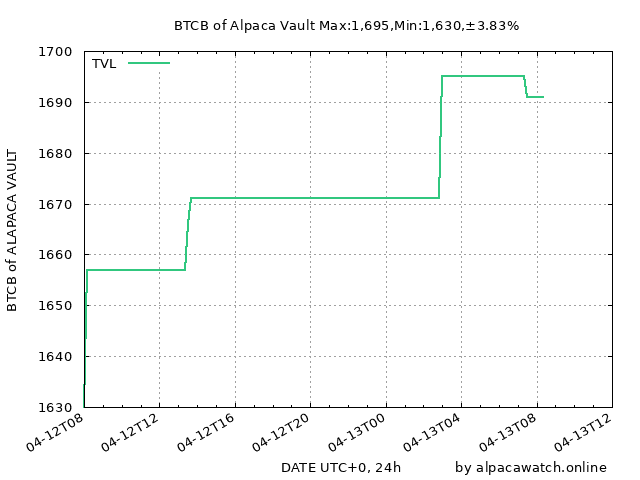 BTCB of Alpaca Vault Max:1,695,Min:1,630,±3.83%
1700
TVL
1690
1680
1670
1660
1650
1640
1630
BTCB of ALAPACA VAULT
04-12T08
04-12T12
04-12T16
04-12T20
04-13T00
04-13T04
04-13T08
04-13T12
DATE UTC+0, 24h
by alpacawatch.online